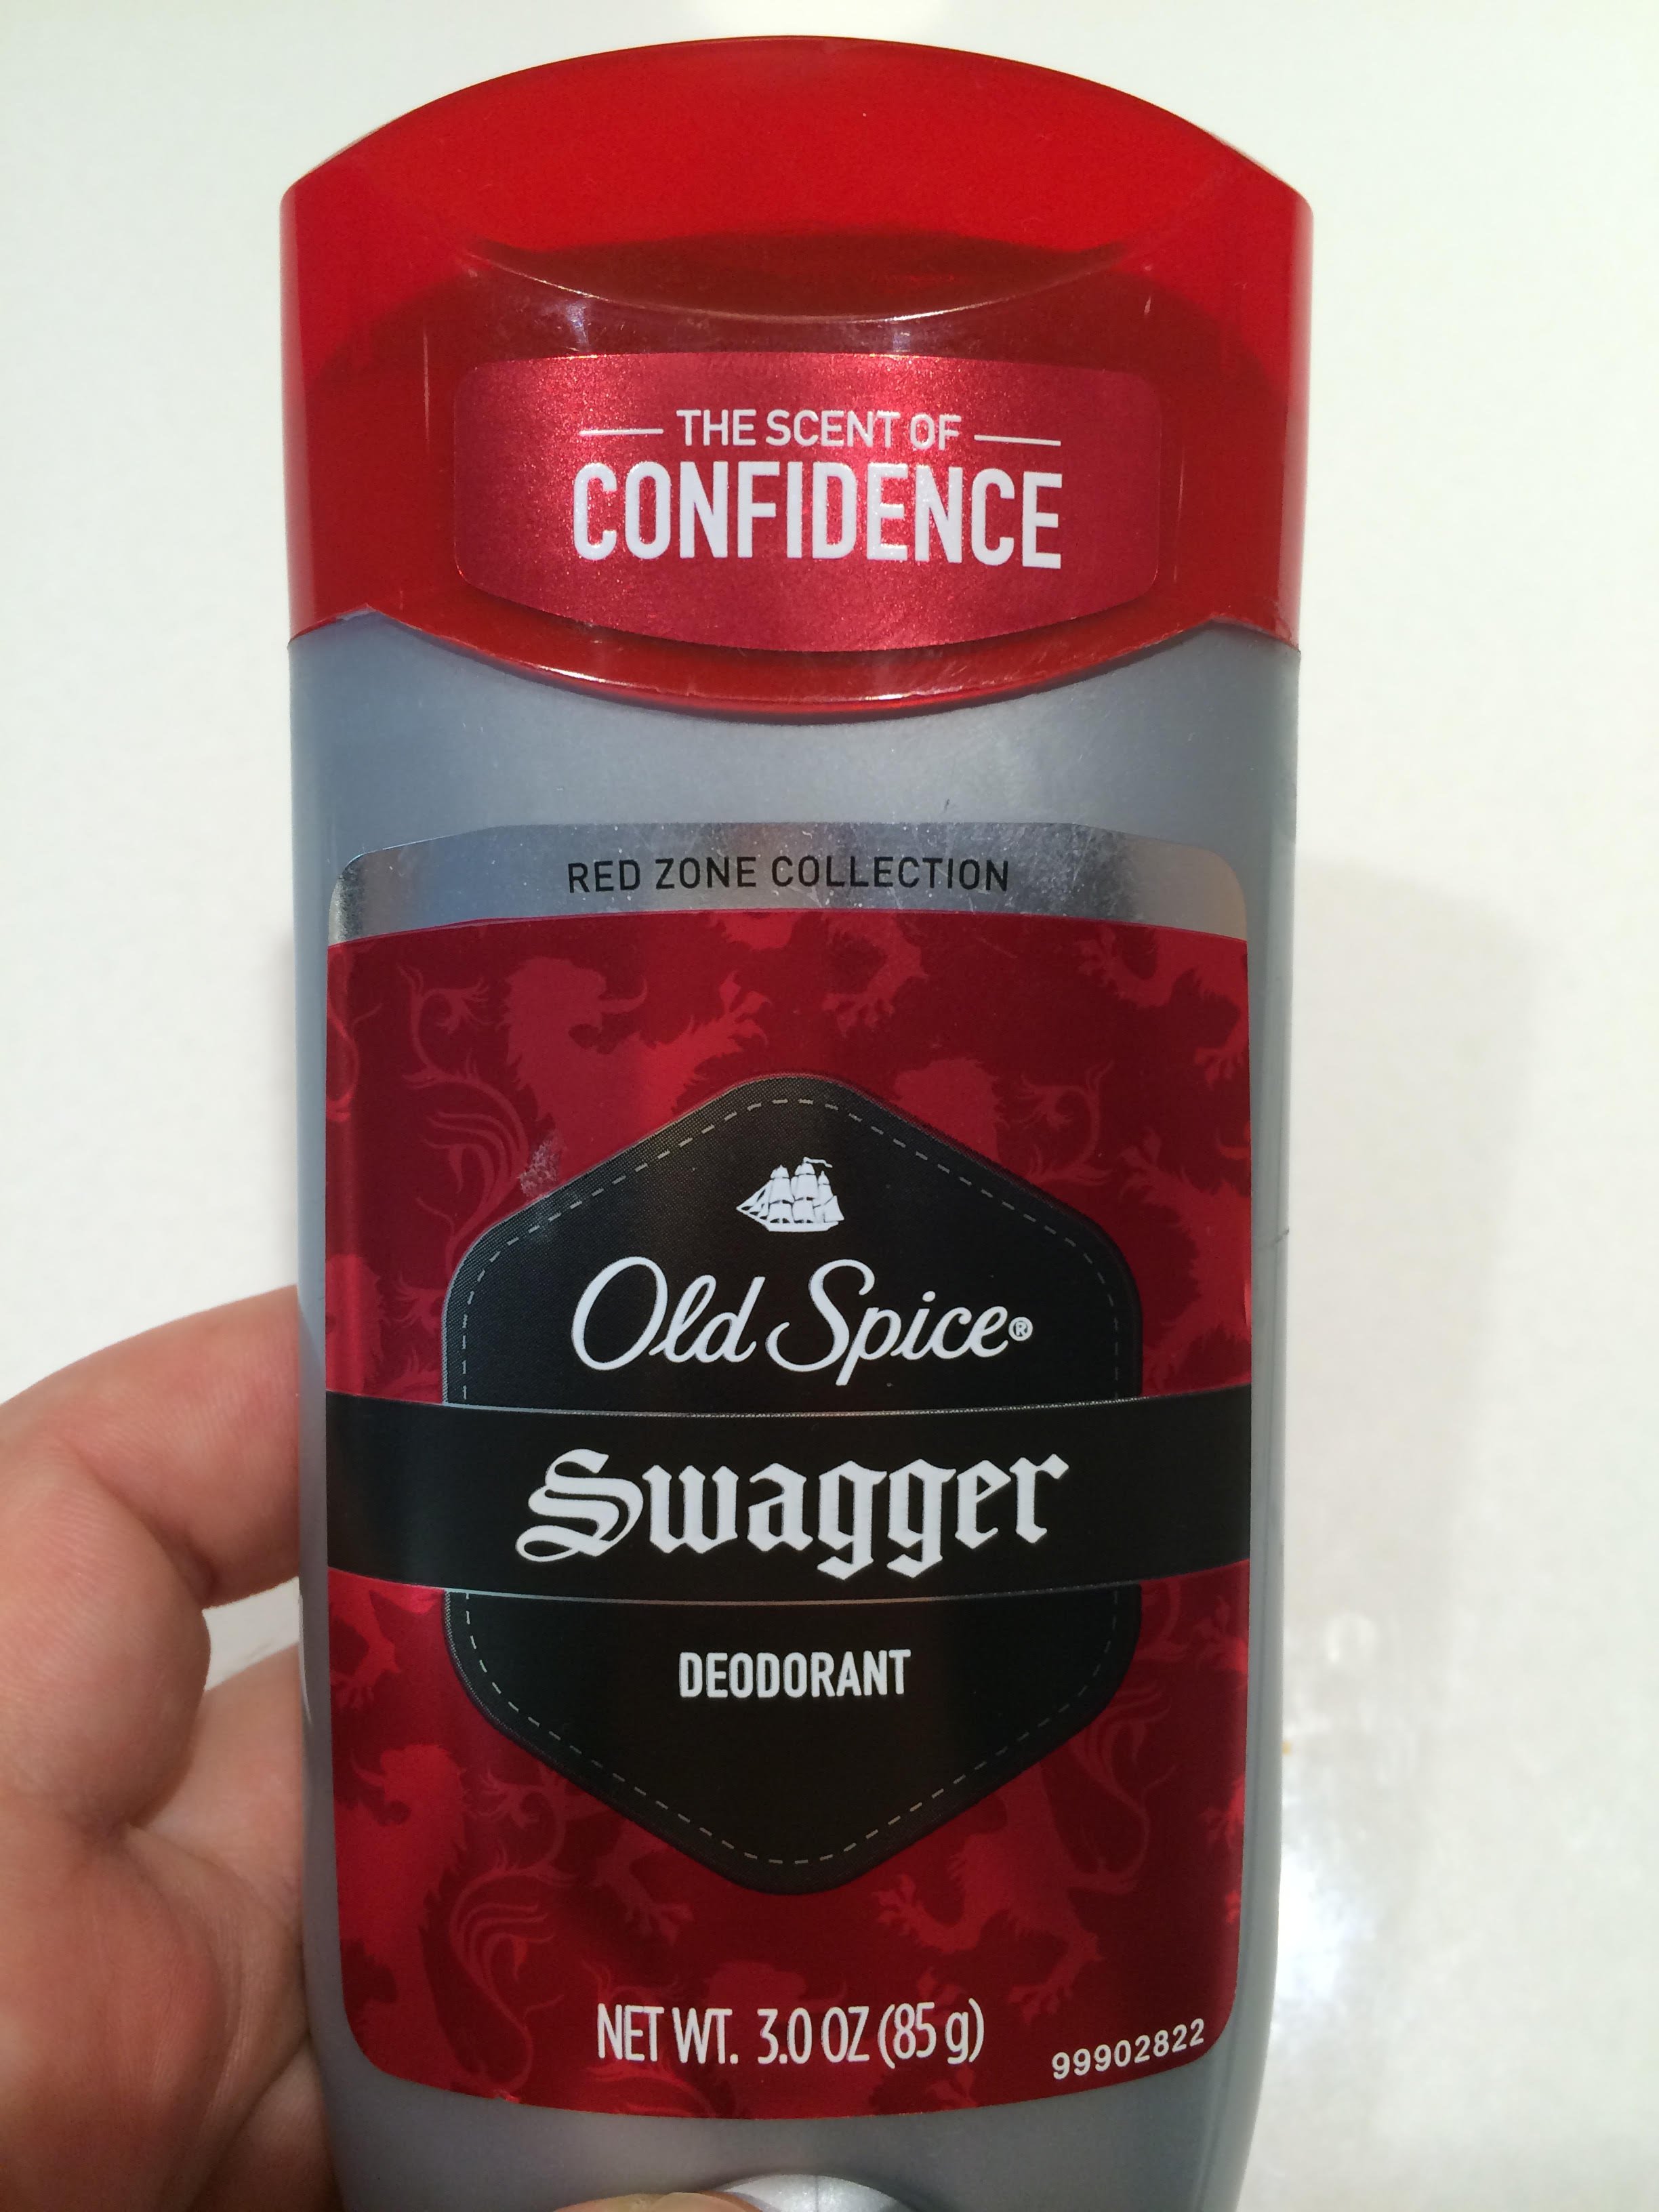 THE SCENT OF
CONFIDENCE
RED ZONE COLLECTION
Old Spice®
Swagger
DEODORANT
NET WT. 3.0 OZ (85 g)
99902822